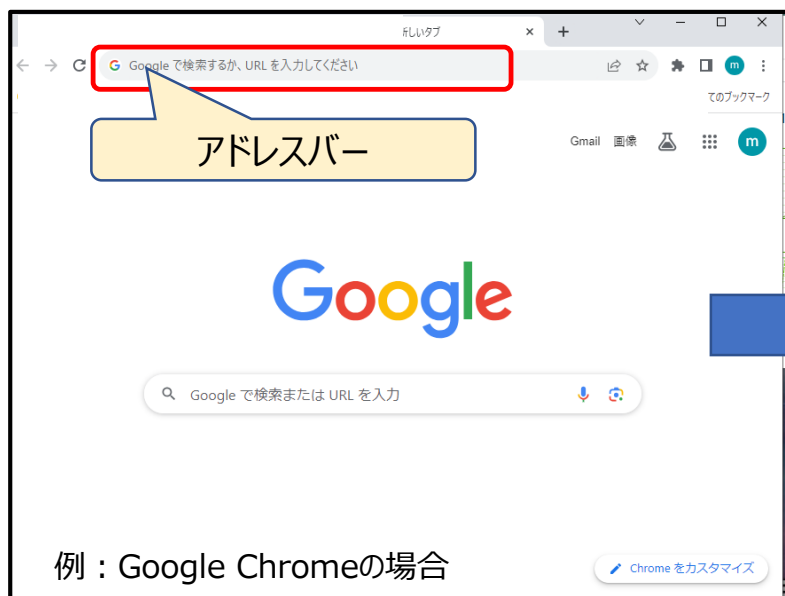 新しいタブ
Google で検索するか、URL を入力してください
てのブックマーク
アドレスバー
Gmail 画像
m
Google
Google で検索または URL を入力
例：Google Chromeの場合
Chrome をカスタマイズ